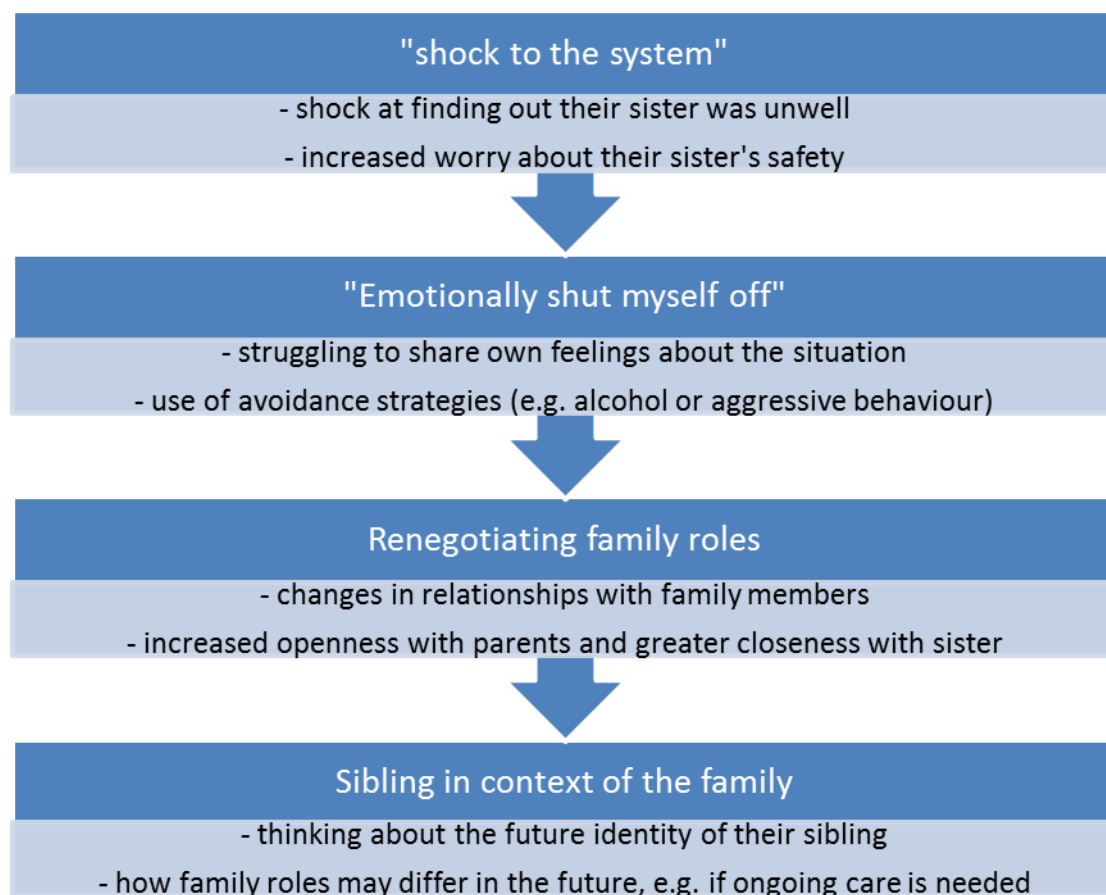 "shock to the system"
- shock at finding out their sister was unwell
- increased worry about their sister's safety
"Emotionally shut myself off"
- struggling to share own feelings about the situation
- use of avoidance strategies (e.g. alcohol or aggressive behaviour)
Renegotiating family roles
- changes in relationships with family members
- increased openness with parents and greater closeness with sister
Sibling in context of the family
- thinking about the future identity of their sibling
- how family roles may differ in the future, e.g. if ongoing care is needed